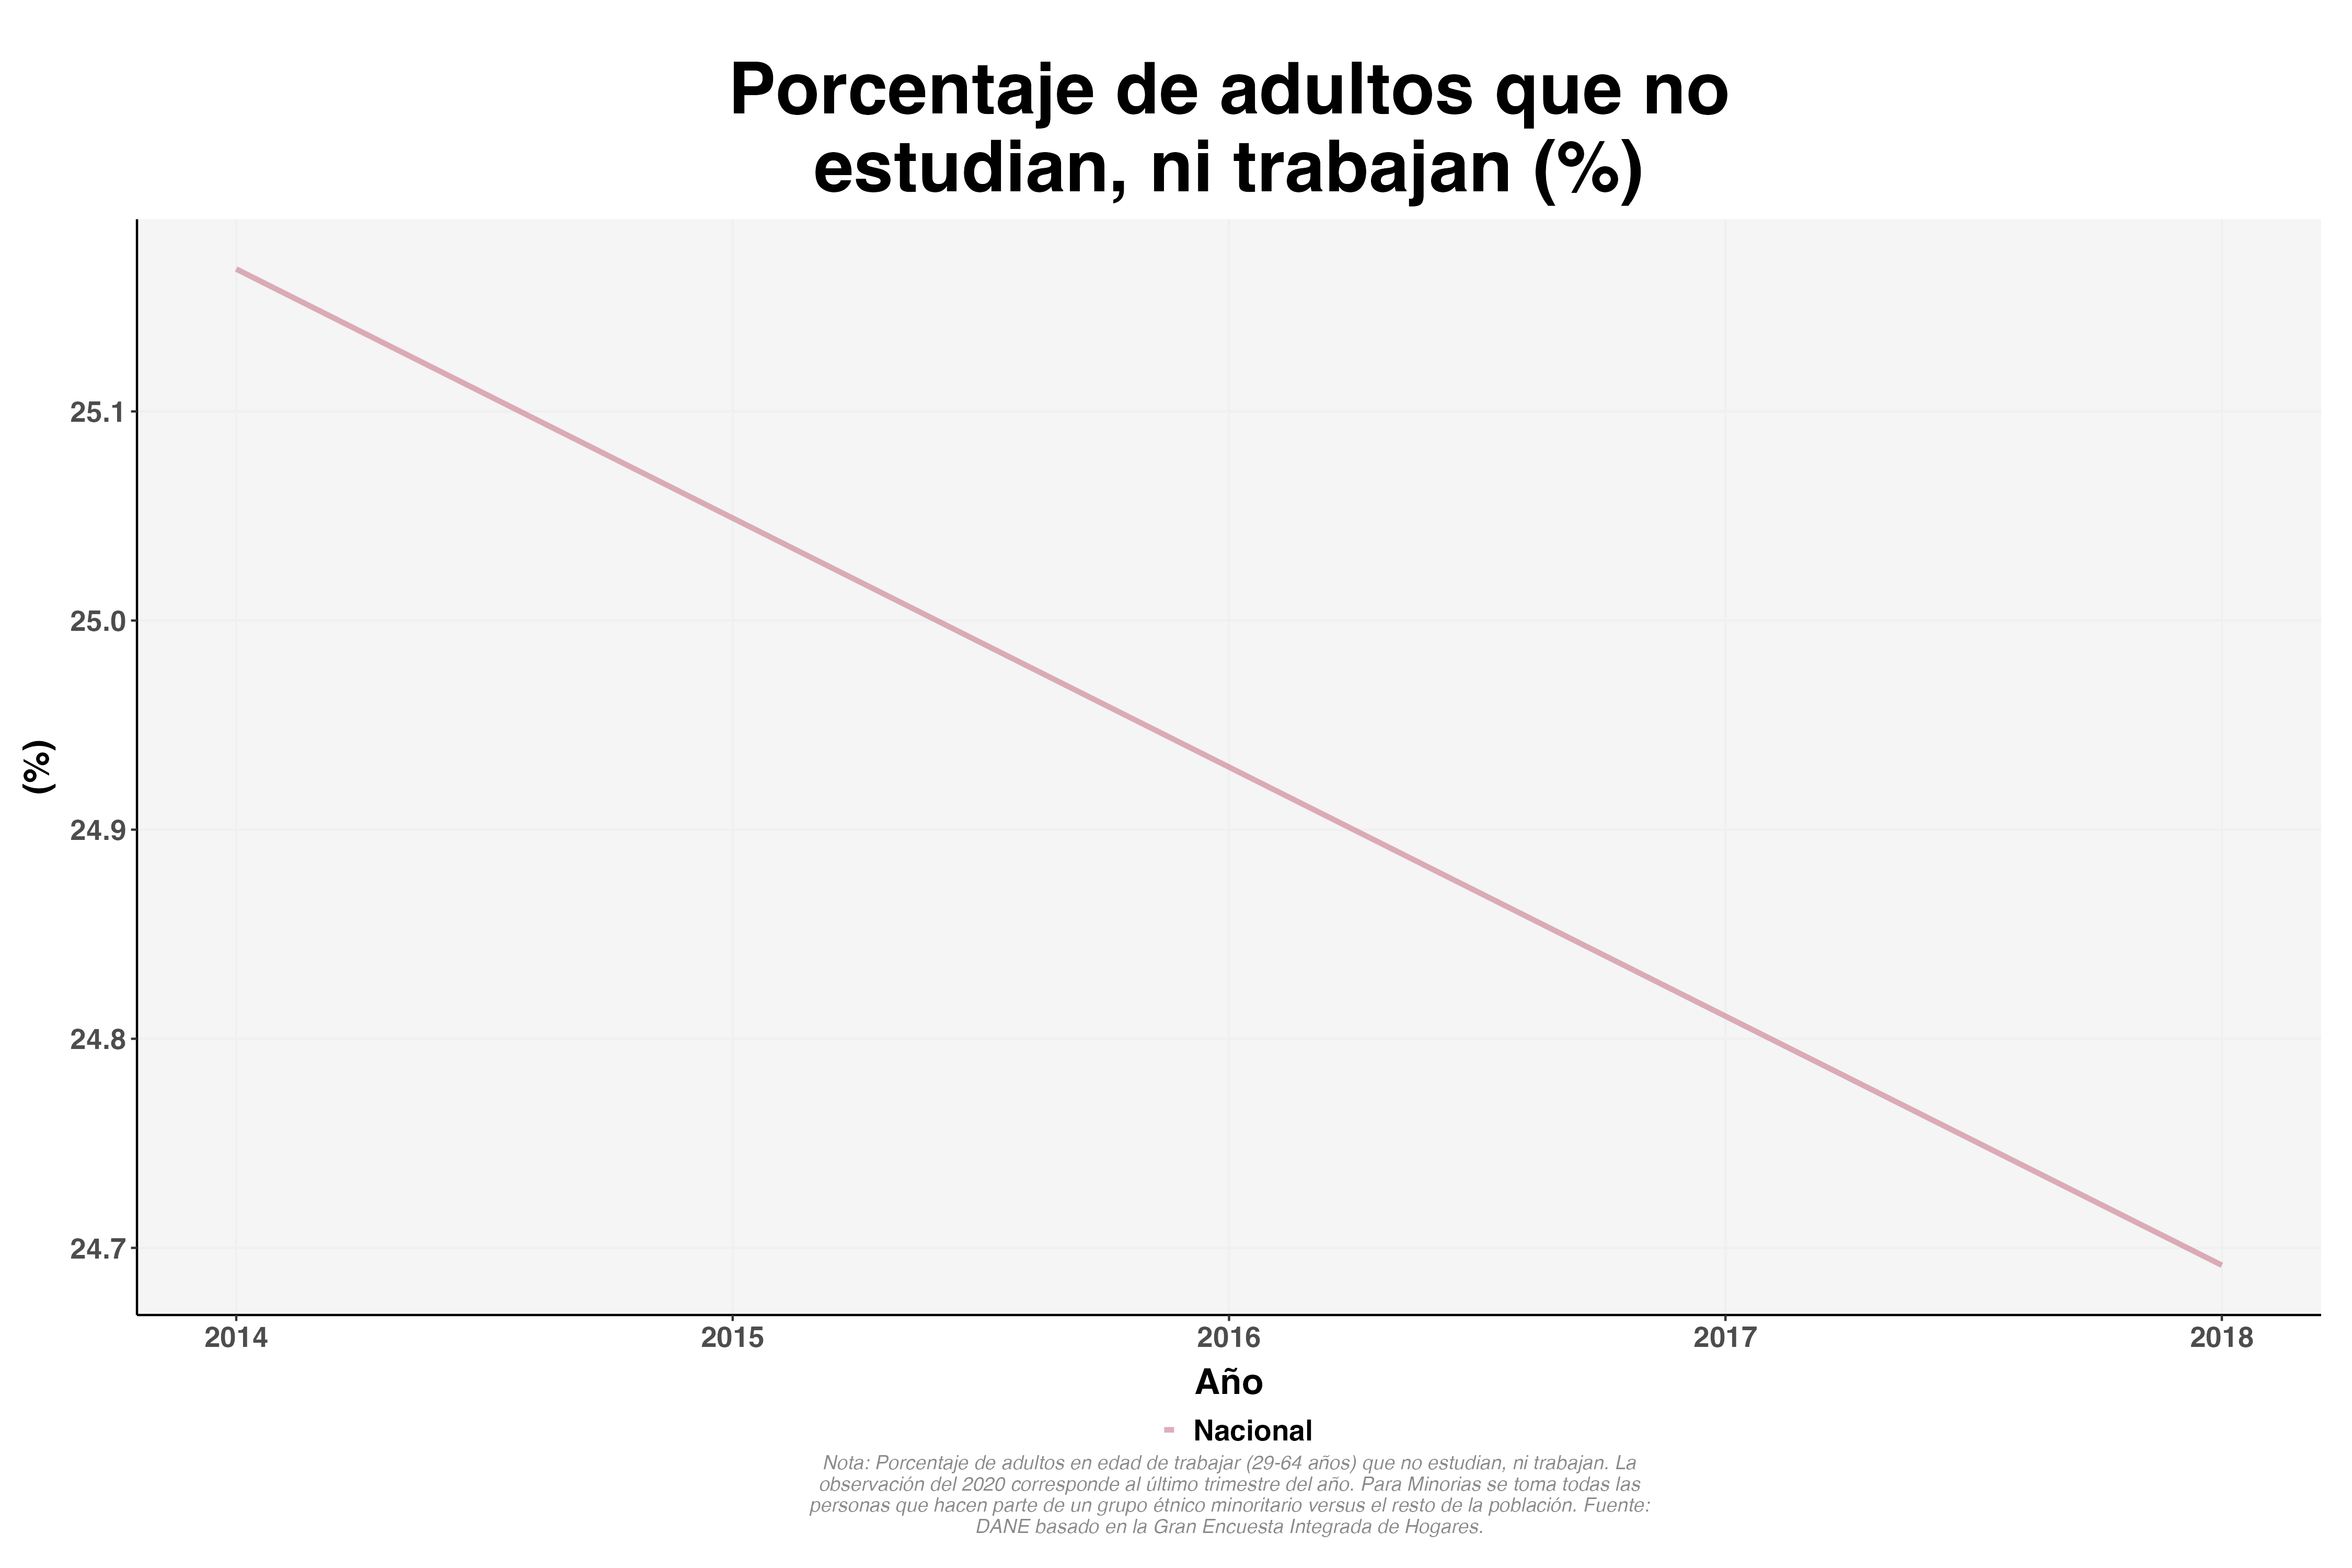 Porcentaje de adultos que no
estudian, ni trabajan (%)
(%)
25.1
25.0
24.9
24.8
24.7
2014 2015 2016 2017 2018
Año
Nacional
Nota: Porcentaje de adultos en edad de trabajar (29-64 años) que no estudian, ni trabajan. La
observación del 2020 corresponde al último trimestre del año. Para Minorias se toma todas las
personas que hacen parte de un grupo étnico minoritario versus el resto de la población. Fuente:
DANE basado en la Gran Encuesta Integrada de Hogares.